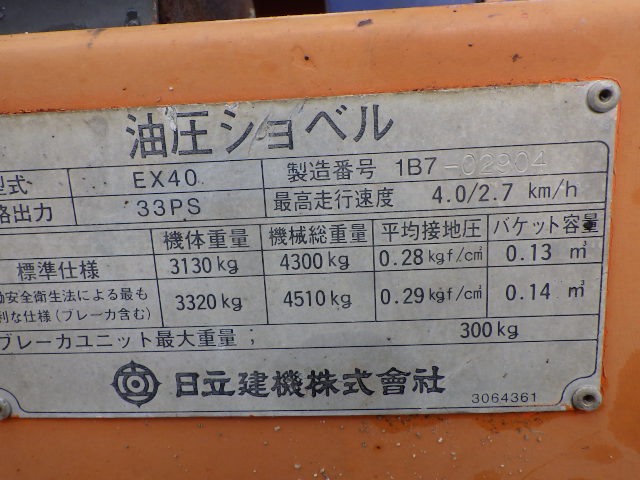 油圧ショベル
型式 EX40 製造番号 1B7-02904
格出力 33PS 最高走行速度 4.0/2.7 km/h
機体重量 機械総重量 平均接地圧 バケット容量
標準仕様 3130kg 4300kg 0.28kgf/c㎡ 0.13 ㎥
動安全衛生法による最も
利な仕様(ブレーカ含む) 3320kg 4510kg 0.29kgf/c㎡ 0.14 ㎥
ブレーカユニット最大重量; 300kg
日立建機株式會社
3064361